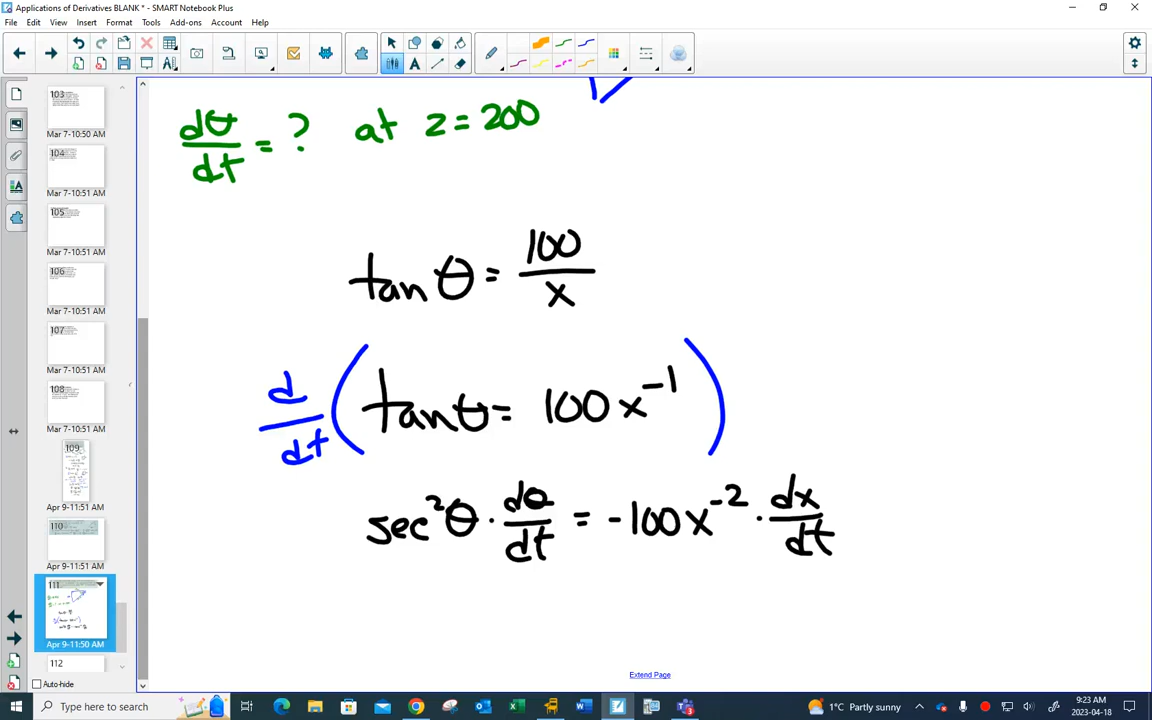 Applications of Derivatives BLANK * - SMART Notebook Plus
File Edit View Insert Format Tools Add-ons Account Help
103
Mar 7-10:50 AM
104
Mar 7-10:51 AM
105
Mar 7-10:51 AM
106
Mar 7-10:51 AM
107
Mar 7-10:51 AM
108
Mar 7-10:51 AM
109
Apr 9-11:51 AM
110
Apr 9-11:51 AM
111
Apr 9-11:50 AM
112
Auto-hide
dθ/dt = ? at z = 200
tan θ = 100/x
d/dt ( tan θ = 100x⁻¹ )
sec²θ · dθ/dt = -100x⁻² · dx/dt
Extend Page
Type here to search
1°C Partly sunny
9:23 AM
2023-04-18